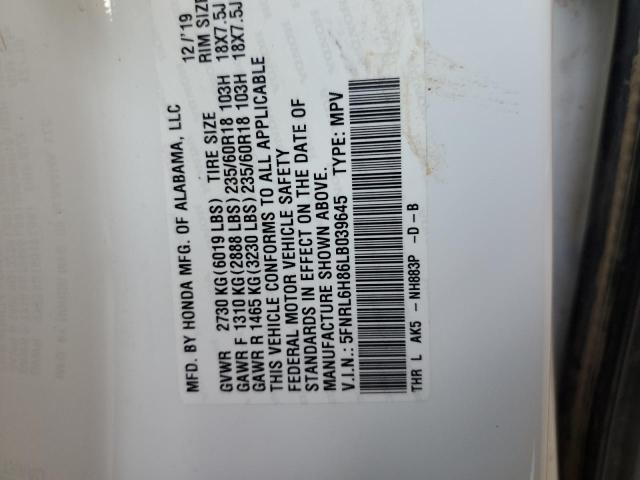 MFD. BY HONDA MFG. OF ALABAMA, LLC 12/'19
GVWR 2730 KG(6019 LBS) TIRE SIZE RIM SIZE
GAWR F 1310 KG(2888 LBS) 235/60R18 103H 18X7.5J
GAWR R 1465 KG(3230 LBS) 235/60R18 103H 18X7.5J
THIS VEHICLE CONFORMS TO ALL APPLICABLE
FEDERAL MOTOR VEHICLE SAFETY
STANDARDS IN EFFECT ON THE DATE OF
MANUFACTURE SHOWN ABOVE.
V.I.N.: 5FNRL6H86LB039645 TYPE: MPV
THR L AK5 - NH883P -D-B